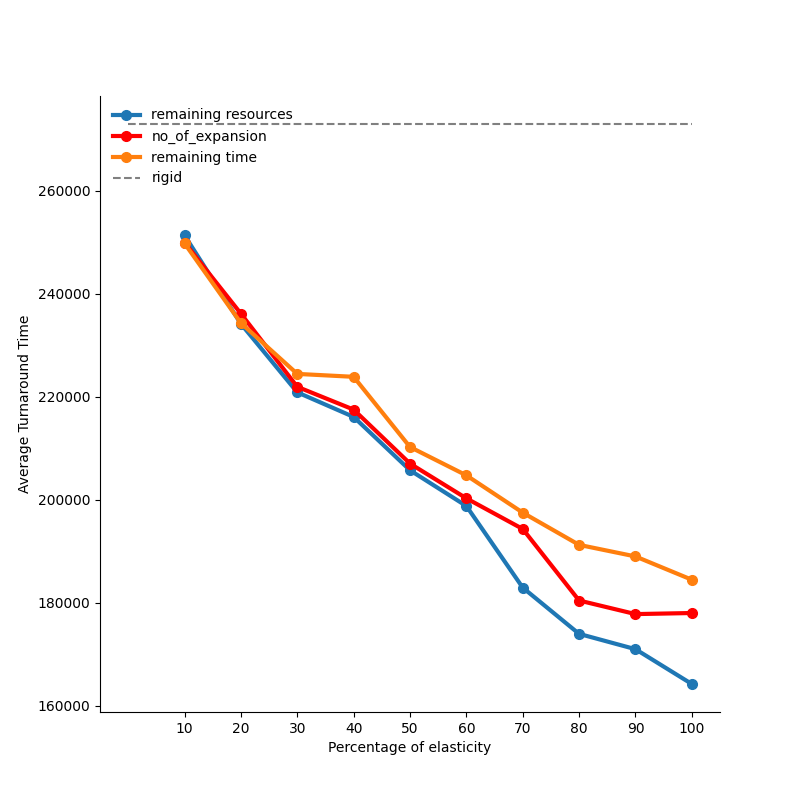 remaining resources
no_of_expansion
remaining time
rigid
260000
240000
220000
200000
180000
160000
Average Turnaround Time
10 20 30 40 50 60 70 80 90 100
Percentage of elasticity